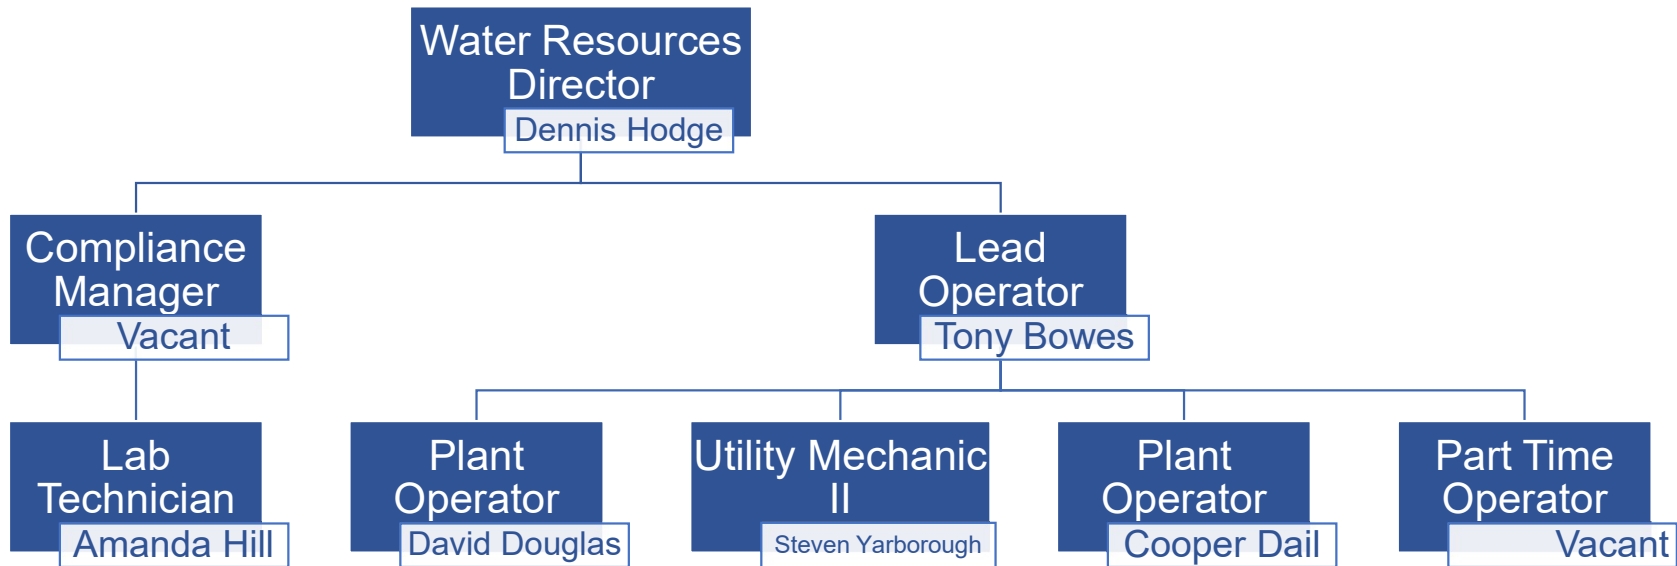 Water Resources
Director
Dennis Hodge
Compliance
Manager
Vacant
Lead
Operator
Tony Bowes
Lab
Technician
Amanda Hill
Plant
Operator
David Douglas
Utility Mechanic
II
Steven Yarborough
Plant
Operator
Cooper Dail
Part Time
Operator
Vacant